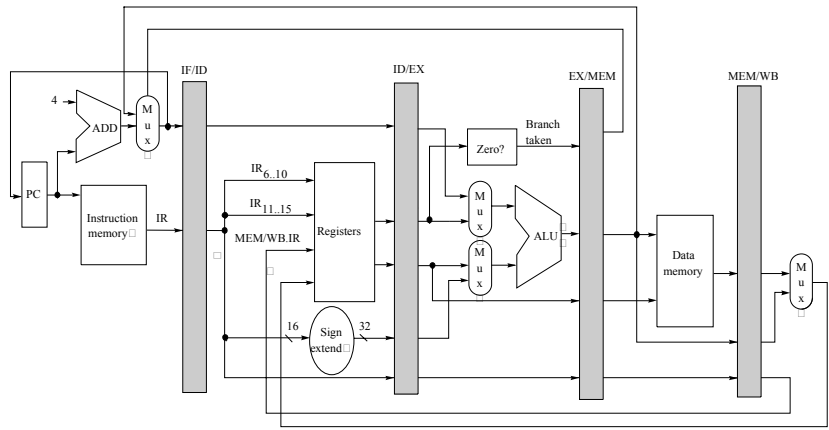 IF/ID
ID/EX
EX/MEM
MEM/WB
4
ADD
M
u
x
PC
Instruction
memory
IR
IR6..10
IR11..15
MEM/WB.IR
Registers
16
Sign
extend
32
Zero?
Branch
taken
M
u
x
M
u
x
ALU
Data
memory
M
u
x